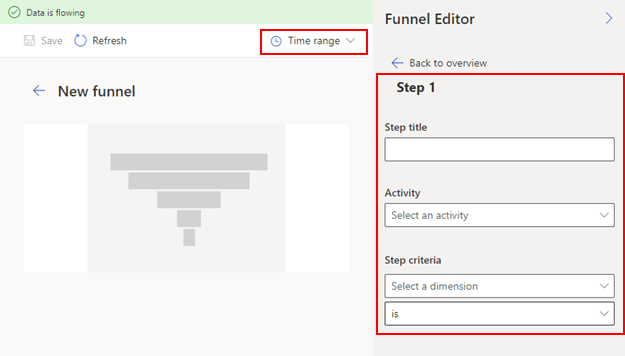 Data is flowing
Save Refresh Time range
New funnel
Funnel Editor
Back to overview
Step 1
Step title
Activity
Select an activity
Step criteria
Select a dimension
is